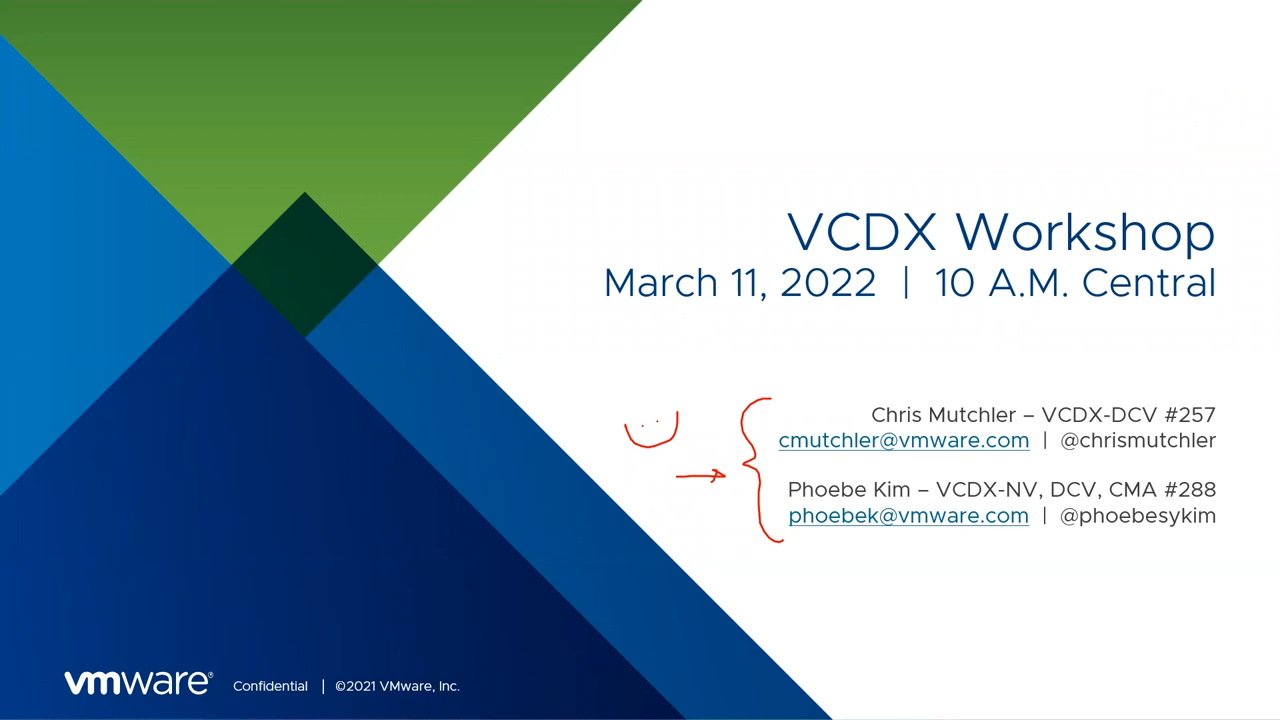 VCDX Workshop
March 11, 2022 | 10 A.M. Central
Chris Mutchler – VCDX-DCV #257
cmutchler@vmware.com | @chrismutchler
Phoebe Kim – VCDX-NV, DCV, CMA #288
phoebek@vmware.com | @phoebesykim
vmware® Confidential | ©2021 VMware, Inc.